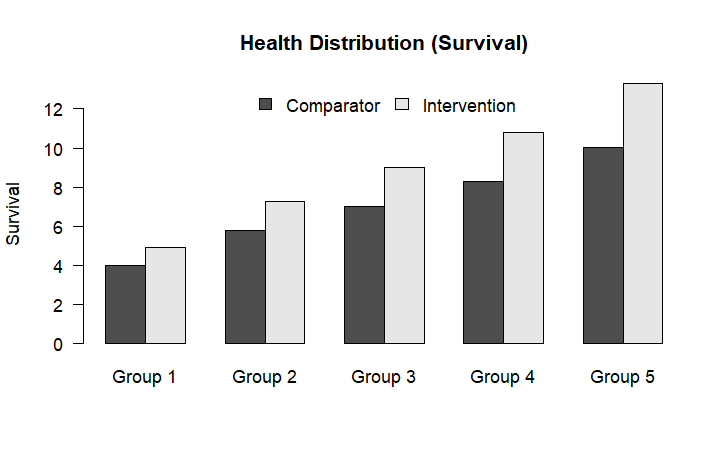 Health Distribution (Survival)
Comparator Intervention
Survival
12
10
8
6
4
2
0
Group 1 Group 2 Group 3 Group 4 Group 5